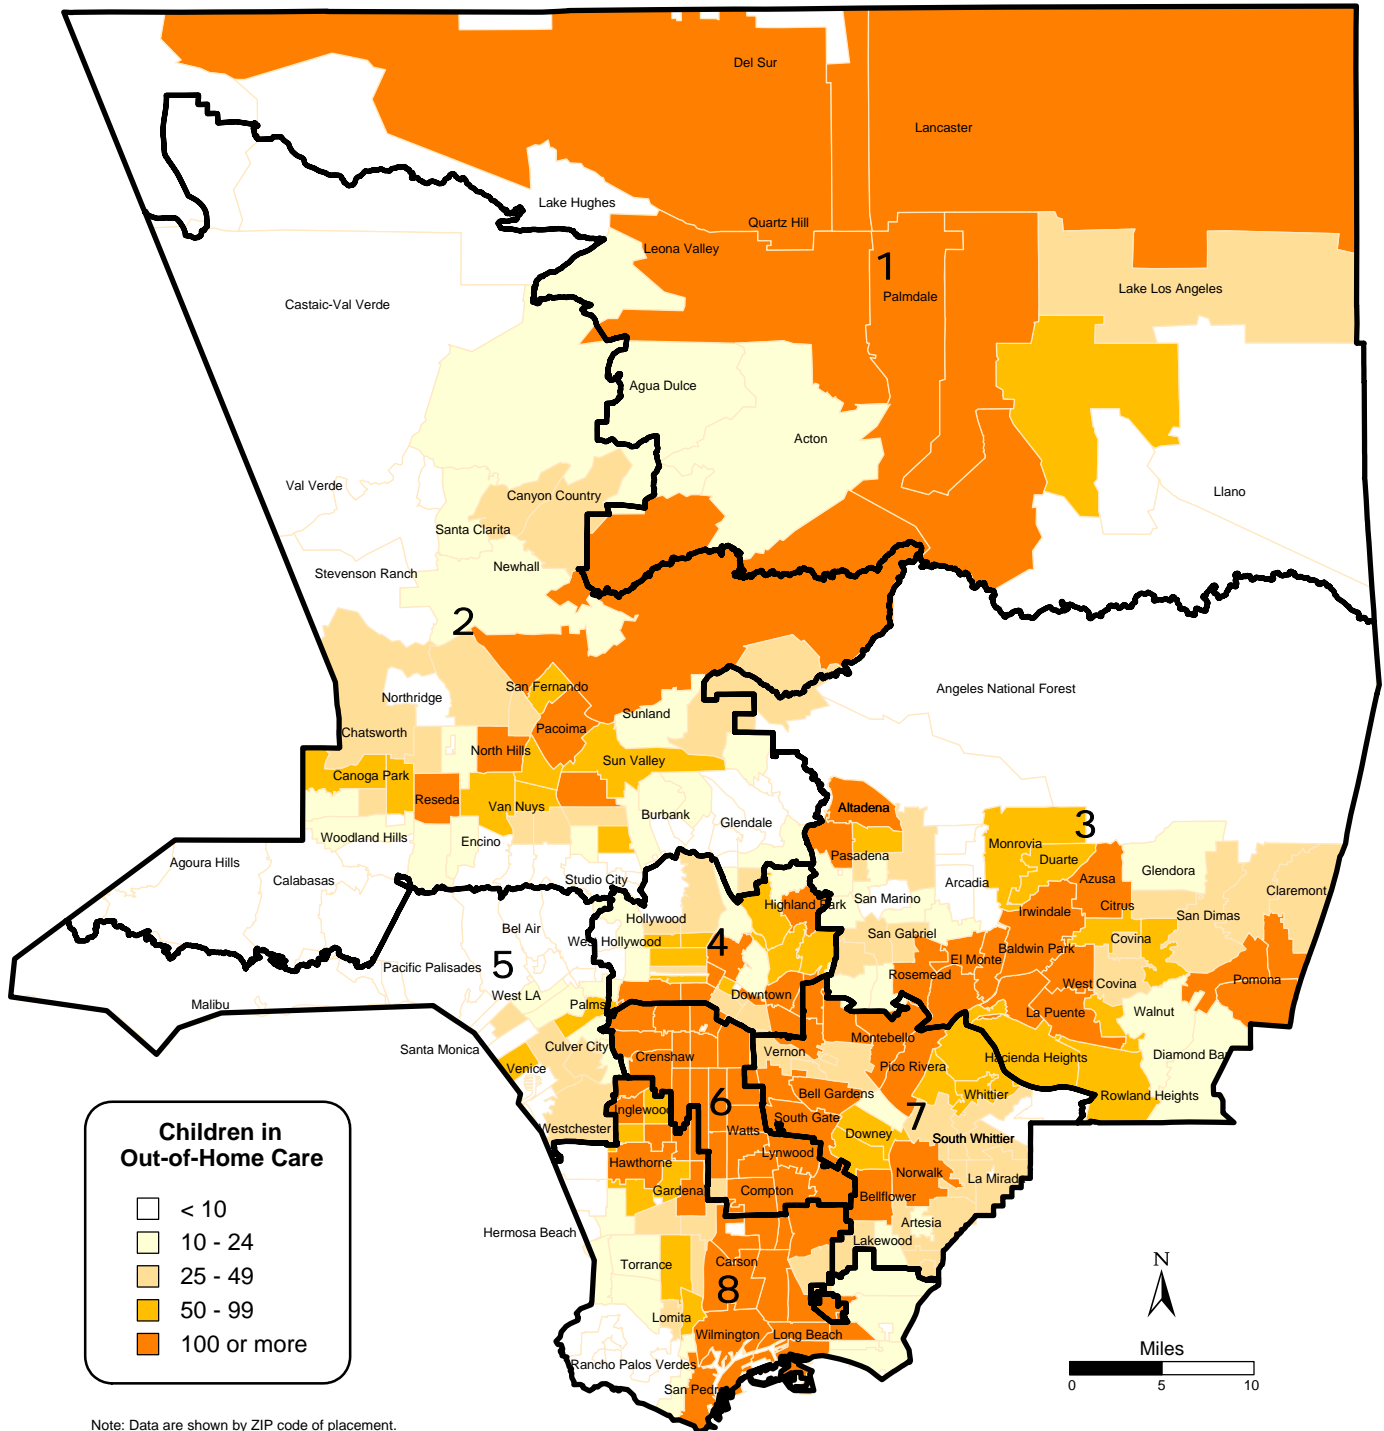 Del Sur
Lancaster
Lake Hughes
Quartz Hill
Leona Valley
1
Palmdale
Lake Los Angeles
Castaic-Val Verde
Agua Dulce
Acton
Val Verde
Canyon Country
Llano
Santa Clarita
Newhall
Stevenson Ranch
2
San Fernando
Angeles National Forest
Northridge
Sunland
Chatsworth
Pacoima
North Hills
Sun Valley
Canoga Park
Reseda
Van Nuys
Altadena
Burbank
Glendale
3
Woodland Hills
Encino
Monrovia
Pasadena
Duarte
Agoura Hills
Glendora
Calabasas
Studio City
Arcadia
Azusa
Claremont
San Marino
Highland Park
Citrus
Irwindale
San Dimas
Hollywood
Bel Air
San Gabriel
West Hollywood
4
Covina
Baldwin Park
El Monte
5
Pacific Palisades
Rosemead
Pomona
West Covina
West LA
Downtown
Malibu
Palms
La Puente
Walnut
Montebello
Santa Monica
Culver City
Vernon
Crenshaw
Hacienda Heights
Diamond Bar
Venice
Pico Rivera
Bell Gardens
Whittier
Rowland Heights
6
Inglewood
7
South Gate
Westchester
Watts
Downey
South Whittier
Lynwood
Hawthorne
Norwalk
La Mirada
Gardena
Compton
Bellflower
Artesia
Hermosa Beach
Lakewood
Torrance
Carson
8
Lomita
Wilmington
Long Beach
Rancho Palos Verdes
San Pedro
Children in
Out-of-Home Care
< 10
10 - 24
25 - 49
50 - 99
100 or more
N
Miles
0 5 10
Note: Data are shown by ZIP code of placement.